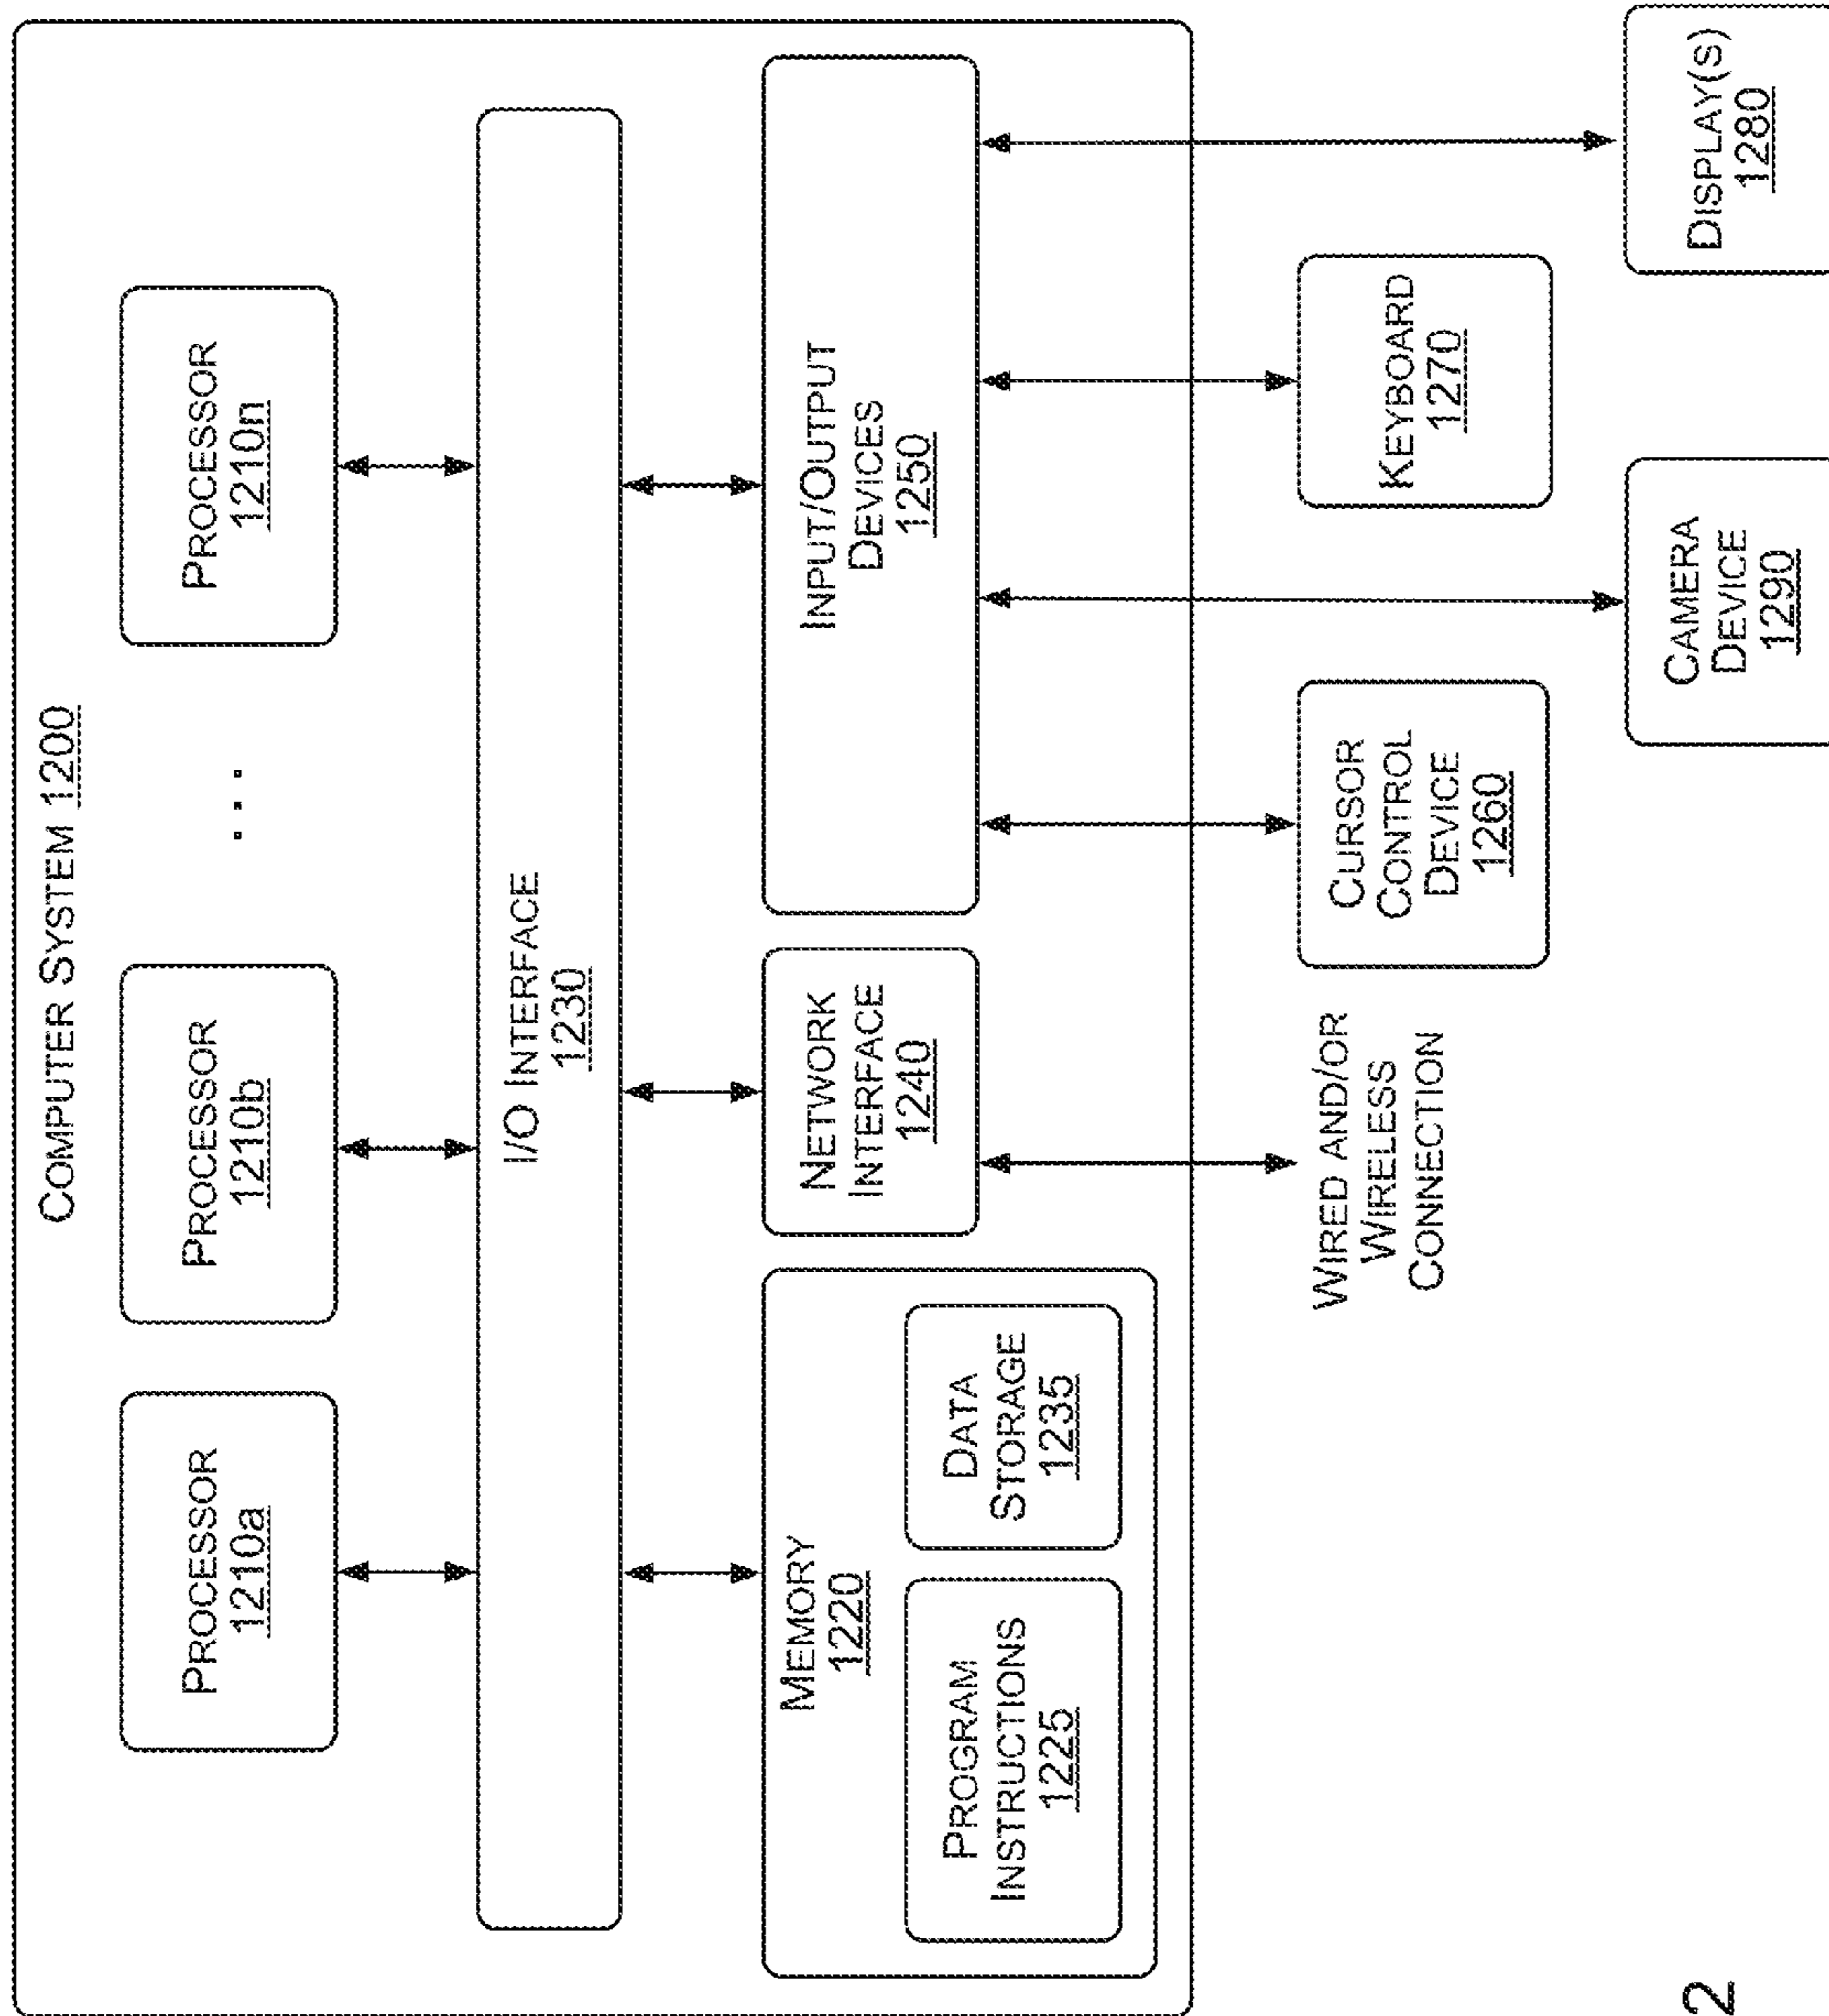 COMPUTER SYSTEM 1200
PROCESSOR
1210a
PROCESSOR
1210b
. . .
PROCESSOR
1210n
I/O INTERFACE
1230
MEMORY
1220
PROGRAM
INSTRUCTIONS
1225
DATA
STORAGE
1235
NETWORK
INTERFACE
1240
INPUT/OUTPUT
DEVICES
1250
WIRED AND/OR
WIRELESS
CONNECTION
CURSOR
CONTROL
DEVICE
1260
KEYBOARD
1270
CAMERA
DEVICE
1290
DISPLAY(S)
1280
2